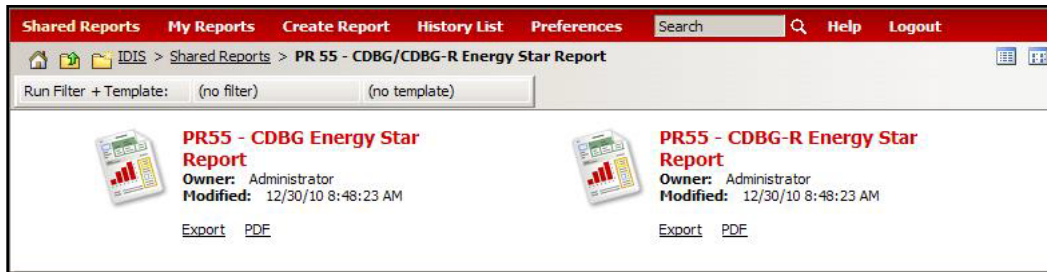 Shared Reports My Reports Create Report History List Preferences Search Help Logout
IDIS > Shared Reports > PR 55 - CDBG/CDBG-R Energy Star Report
Run Filter + Template: (no filter) (no template)
PR55 - CDBG Energy Star
Report
Owner: Administrator
Modified: 12/30/10 8:48:23 AM
Export PDF
PR55 - CDBG-R Energy Star
Report
Owner: Administrator
Modified: 12/30/10 8:48:23 AM
Export PDF